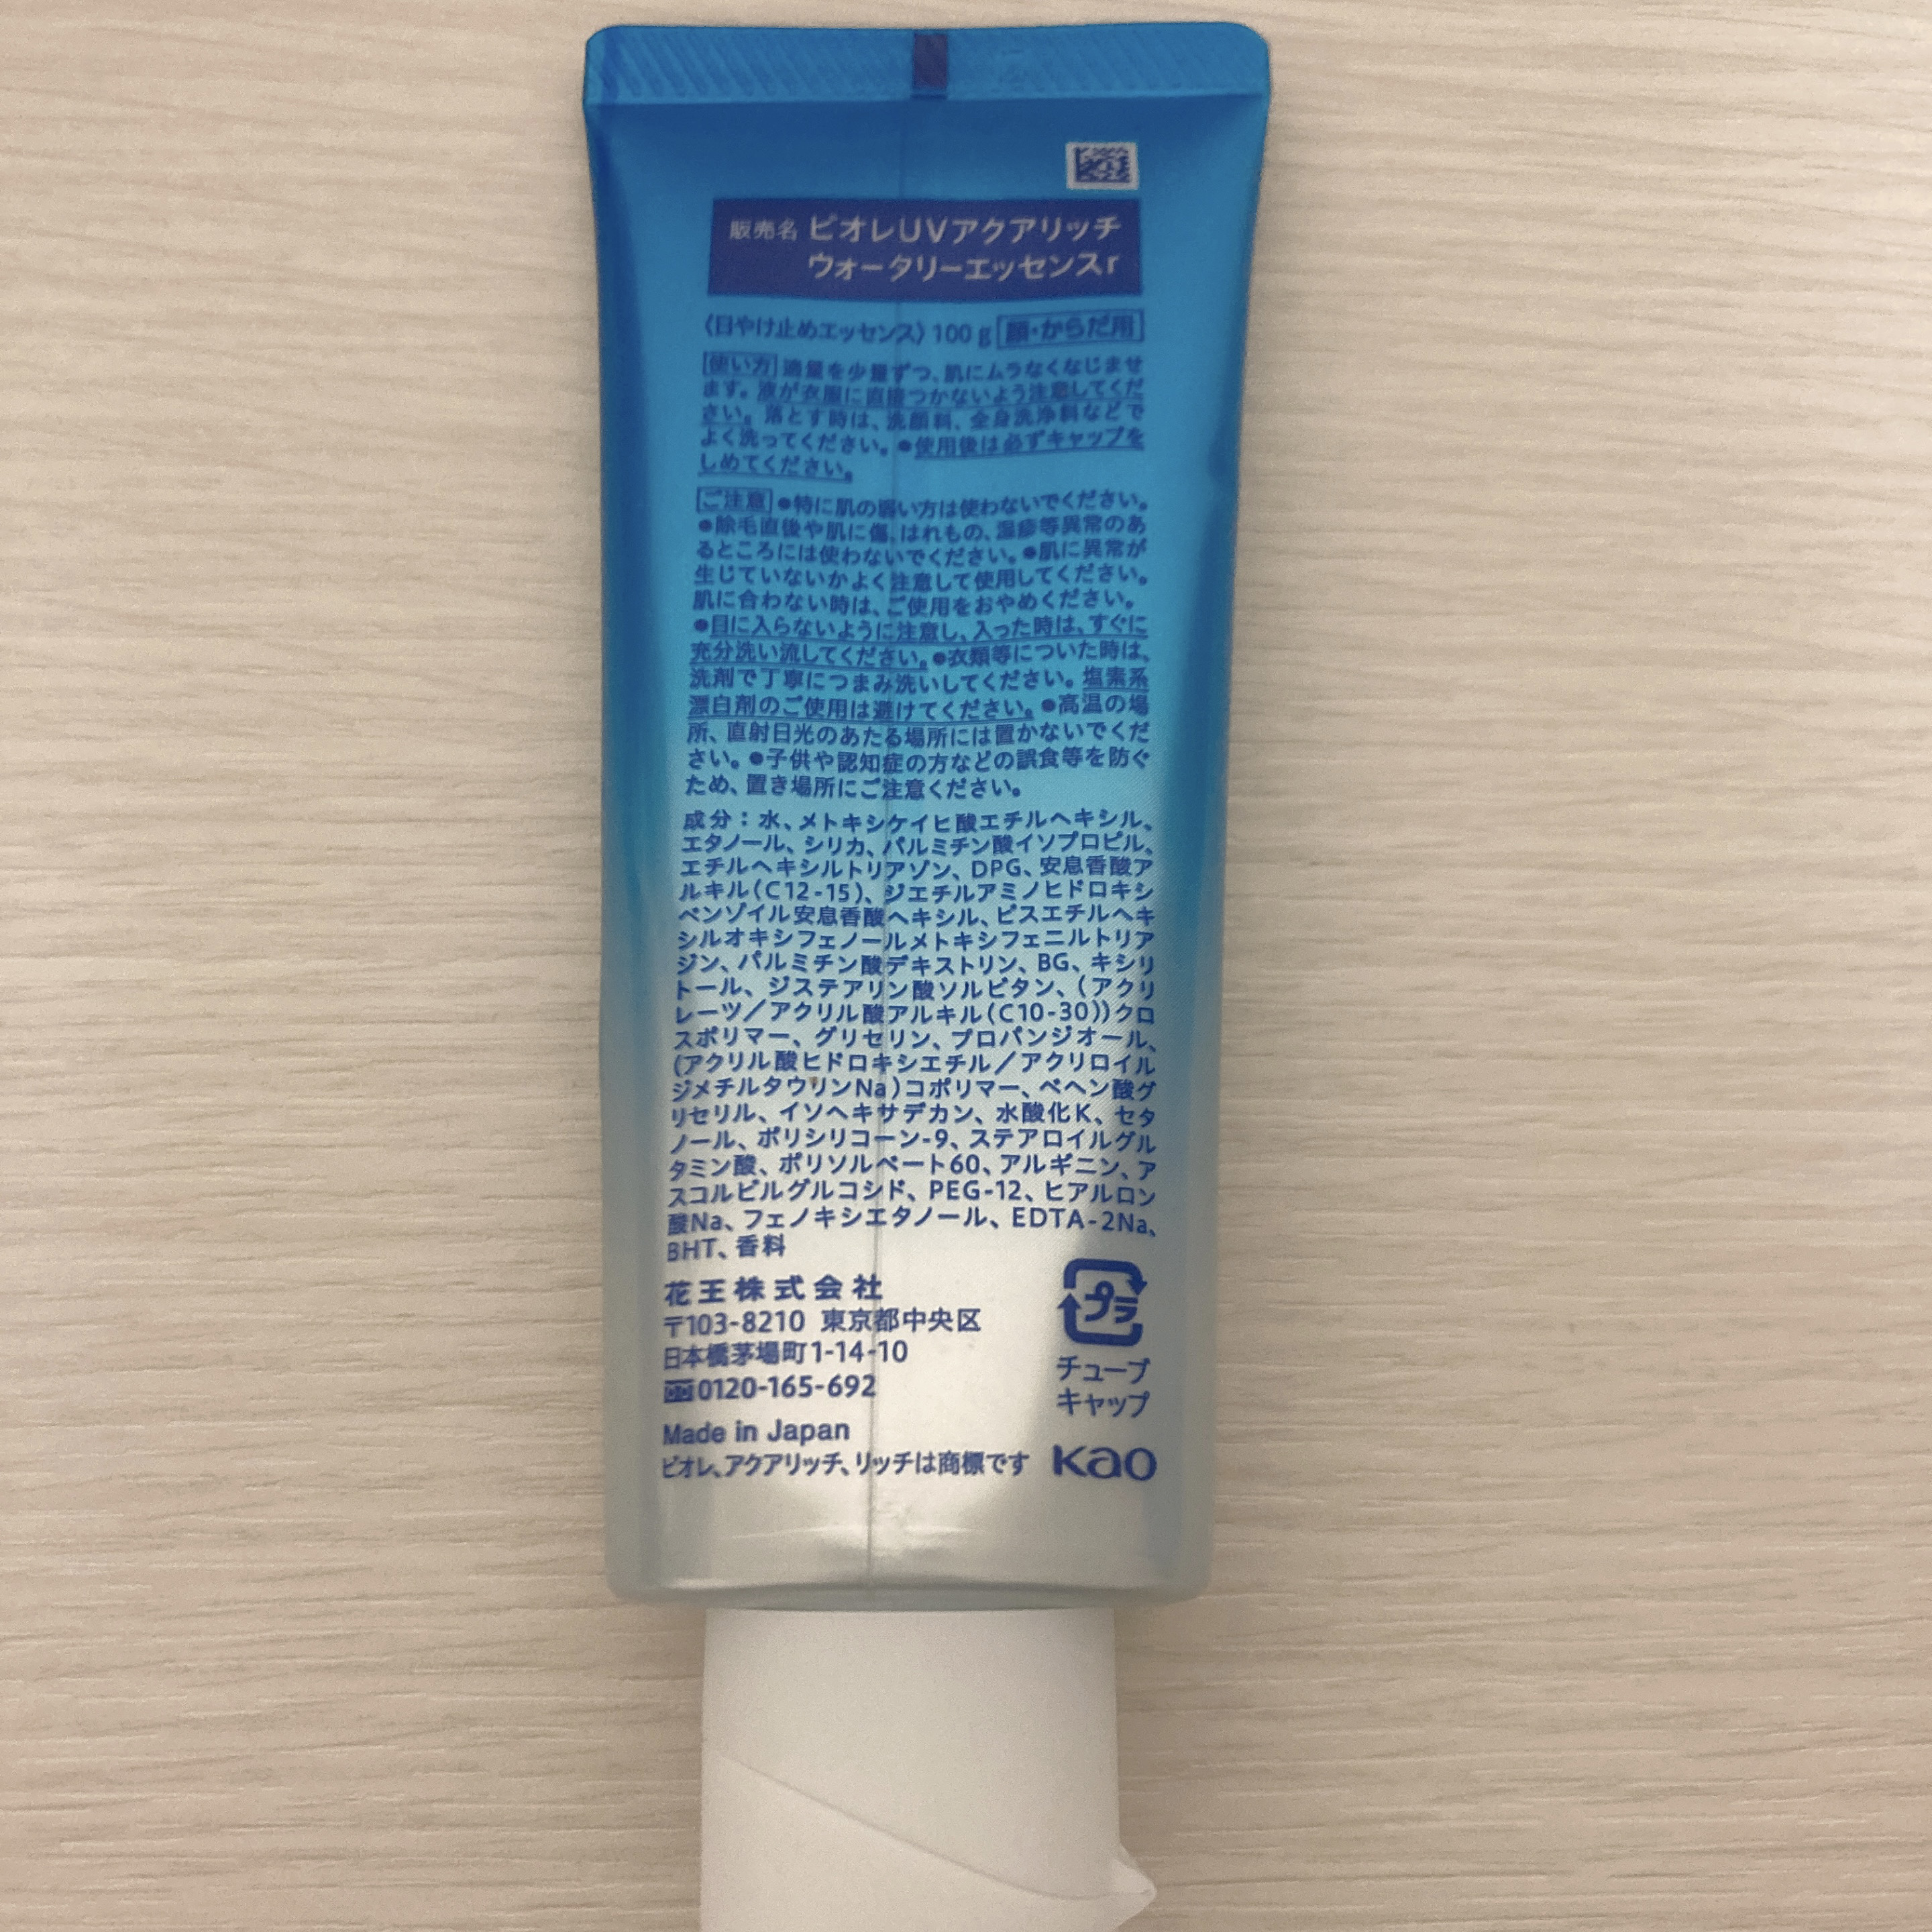 販売名 ビオレUVアクアリッチ
ウォータリーエッセンスr
〈日やけ止めエッセンス〉100g 顔・からだ用
使い方 適量を少量ずつ、肌にムラなくなじませ
ます。液が衣服に直接つかないよう注意してくだ
さい。落とす時は、洗顔料、全身洗浄料などで
よく洗ってください。●使用後は必ずキャップを
しめてください。
ご注意 ●特に肌の弱い方は使わないでください。
●除毛直後や肌に傷、はれもの、湿疹等異常のあ
るところには使わないでください。●肌に異常が
生じていないかよく注意して使用してください。
肌に合わない時は、ご使用をおやめください。
●目に入らないように注意し、入った時は、すぐに
充分洗い流してください。●衣類等についた時は、
洗剤で丁寧につまみ洗いしてください。塩素系
漂白剤のご使用は避けてください。●高温の場
所、直射日光のあたる場所には置かないでくだ
さい。●子供や認知症の方などの誤食等を防ぐ
ため、置き場所にご注意ください。
成分：水、メトキシケイヒ酸エチルヘキシル、
エタノール、シリカ、パルミチン酸イソプロピル、
エチルヘキシルトリアゾン、DPG、安息香酸ア
ルキル(C12-15)、ジエチルアミノヒドロキシ
ベンゾイル安息香酸ヘキシル、ビスエチルヘキ
シルオキシフェノールメトキシフェニルトリア
ジン、パルミチン酸デキストリン、BG、キシリ
トール、ジステアリン酸ソルビタン、(アクリ
レーツ／アクリル酸アルキル(C10-30))クロ
スポリマー、グリセリン、プロパンジオール、
(アクリル酸ヒドロキシエチル／アクリロイル
ジメチルタウリンNa)コポリマー、ベヘン酸グ
リセリル、イソヘキサデカン、水酸化K、セタ
ノール、ポリシリコーン-9、ステアロイルグル
タミン酸、ポリソルベート60、アルギニン、ア
スコルビルグルコシド、PEG-12、ヒアルロン
酸Na、フェノキシエタノール、EDTA-2Na、
BHT、香料
花王株式会社
〒103-8210 東京都中央区
日本橋茅場町1-14-10
0120-165-692
Made in Japan
ビオレ、アクアリッチ、リッチは商標です
プラ
チューブ
キャップ
Kao